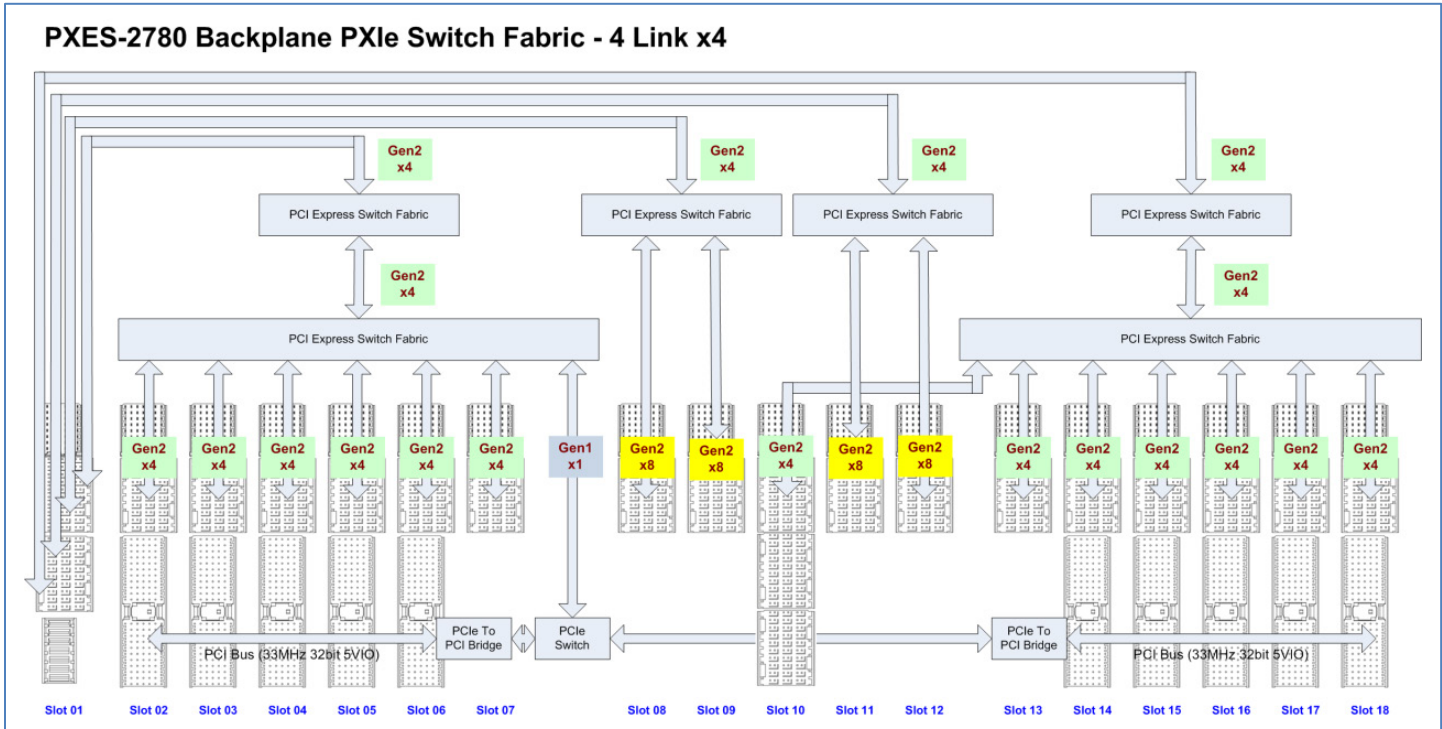 PXES-2780 Backplane PXIe Switch Fabric - 4 Link x4
Gen2
x4
Gen2
x4
Gen2
x4
Gen2
x4
PCI Express Switch Fabric
PCI Express Switch Fabric
PCI Express Switch Fabric
PCI Express Switch Fabric
Gen2
x4
Gen2
x4
PCI Express Switch Fabric
PCI Express Switch Fabric
Gen2
x4
Gen2
x4
Gen2
x4
Gen2
x4
Gen2
x4
Gen2
x4
Gen1
x1
Gen2
x8
Gen2
x8
Gen2
x4
Gen2
x8
Gen2
x8
Gen2
x4
Gen2
x4
Gen2
x4
Gen2
x4
Gen2
x4
Gen2
x4
PCI Bus (33MHz 32bit 5VIO)
PCIe To
PCI Bridge
PCIe
Switch
PCIe To
PCI Bridge
PCI Bus (33MHz 32bit 5VIO)
Slot 01
Slot 02
Slot 03
Slot 04
Slot 05
Slot 06
Slot 07
Slot 08
Slot 09
Slot 10
Slot 11
Slot 12
Slot 13
Slot 14
Slot 15
Slot 16
Slot 17
Slot 18